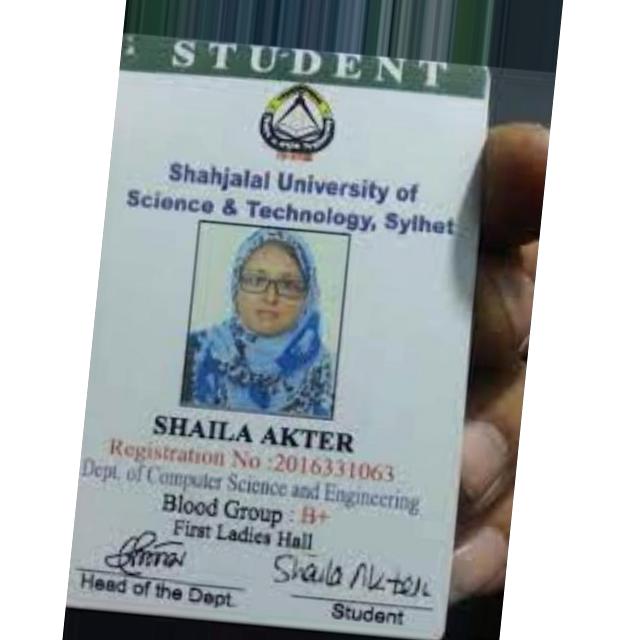 STUDENT
Shahjalal University of
Science & Technology, Sylhet
SHAILA AKTER
Registration No :2016331063
Dept. of Computer Science and Engineering
Blood Group : B+
First Ladies Hall
Shaila Akter
Head of the Dept.
Student